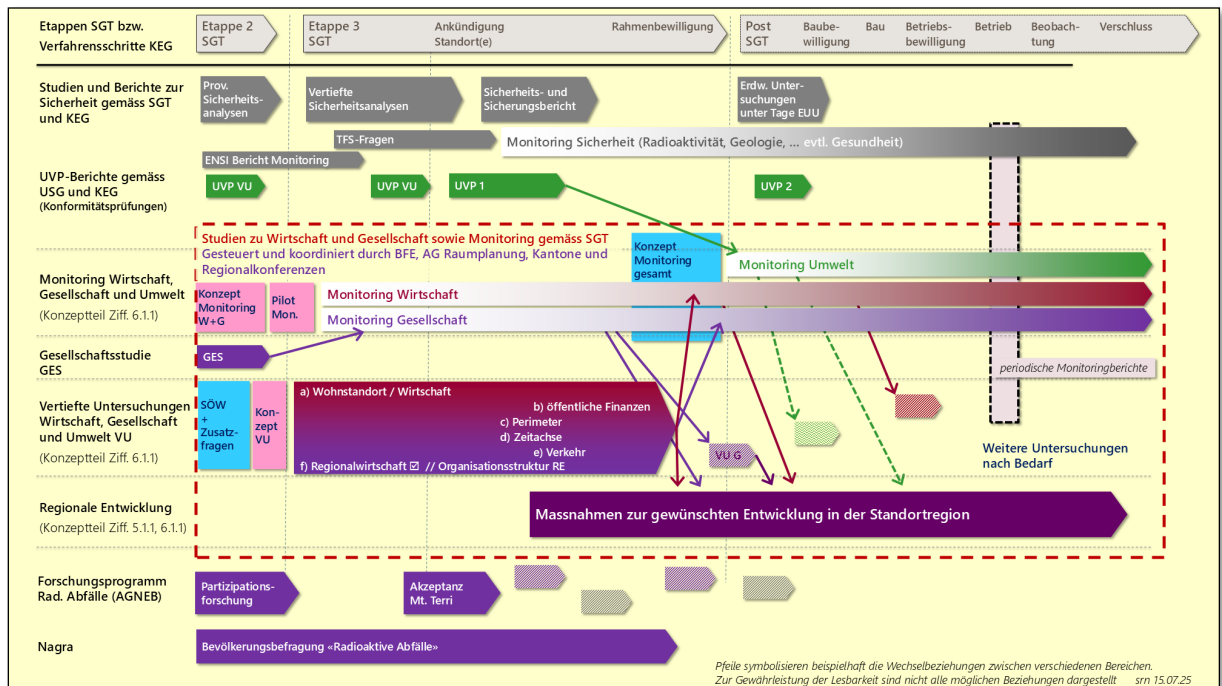 Etappen SGT bzw.
Verfahrensschritte KEG
Etappe 2
SGT
Etappe 3
SGT
Ankündigung
Standort(e)
Rahmenbewilligung
Post
SGT
Baube-
willigung
Bau
Betriebs-
bewilligung
Betrieb
Beobach-
tung
Verschluss
Studien und Berichte zur
Sicherheit gemäss SGT
und KEG
Prov.
Sicherheits-
analysen
Vertiefte
Sicherheitsanalysen
Sicherheits- und
Sicherungsbericht
Erdw. Unter-
suchungen
unter Tage EUU
TFS-Fragen
Monitoring Sicherheit (Radioaktivität, Geologie, ... evtl. Gesundheit)
ENSI Bericht Monitoring
UVP-Berichte gemäss
USG und KEG
(Konformitätsprüfungen)
UVP VU
UVP VU
UVP 1
UVP 2
Studien zu Wirtschaft und Gesellschaft sowie Monitoring gemäss SGT
Gesteuert und koordiniert durch BFE, AG Raumplanung, Kantone und
Regionalkonferenzen
Konzept
Monitoring
gesamt
Monitoring Umwelt
Monitoring Wirtschaft,
Gesellschaft und Umwelt
(Konzeptteil Ziff. 6.1.1)
Konzept
Monitoring
W+G
Pilot
Mon.
Monitoring Wirtschaft
Monitoring Gesellschaft
Gesellschaftsstudie
GES
GES
periodische Monitoringberichte
Vertiefte Untersuchungen
Wirtschaft, Gesellschaft
und Umwelt VU
(Konzeptteil Ziff. 6.1.1)
SÖW
+
Zusatz-
fragen
Kon-
zept
VU
a) Wohnstandort / Wirtschaft
b) öffentliche Finanzen
c) Perimeter
d) Zeitachse
e) Verkehr
f) Regionalwirtschaft ☑ // Organisationsstruktur RE
VU G
Weitere Untersuchungen
nach Bedarf
Regionale Entwicklung
(Konzeptteil Ziff. 5.1.1, 6.1.1)
Massnahmen zur gewünschten Entwicklung in der Standortregion
Forschungsprogramm
Rad. Abfälle (AGNEB)
Partizipations-
forschung
Akzeptanz
Mt. Terri
Nagra
Bevölkerungsbefragung «Radioaktive Abfälle»
Pfeile symbolisieren beispielhaft die Wechselbeziehungen zwischen verschiedenen Bereichen.
Zur Gewährleistung der Lesbarkeit sind nicht alle möglichen Beziehungen dargestellt srn 15.07.25